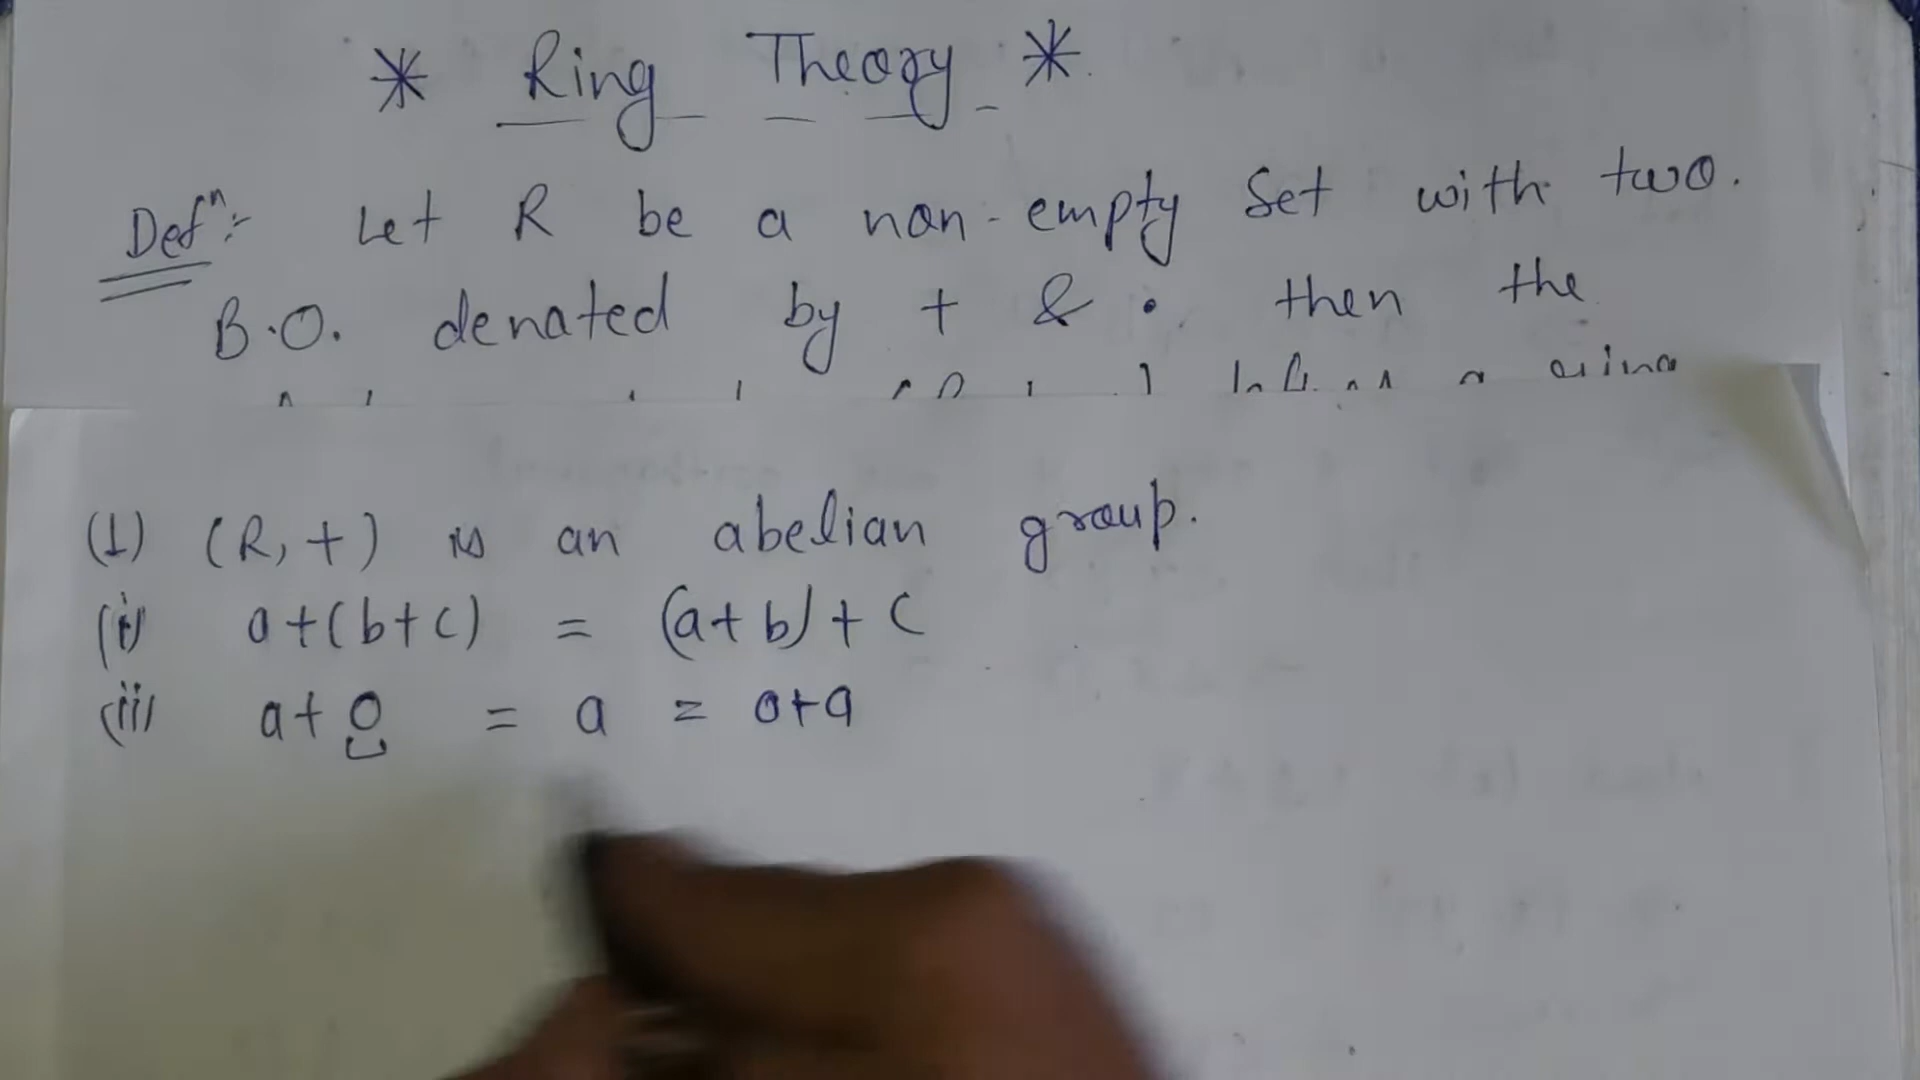 * Ring Theory *
Defⁿ:- Let R be a non-empty set with two.
B.O. denated by + & • then the
(1) (R, +) is an abelian group.
(i) a+(b+c) = (a+b)+c
(ii) a+0 = a = 0+a